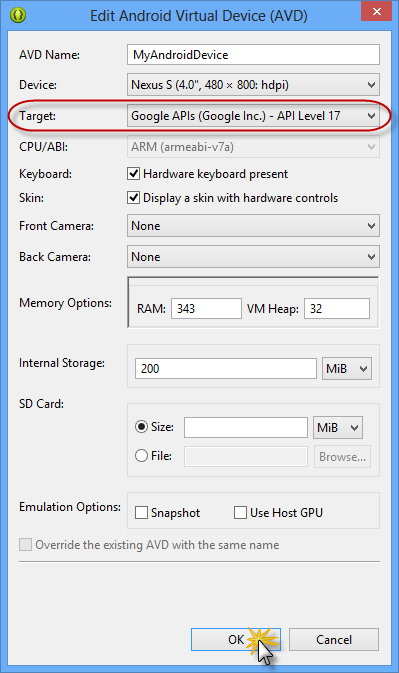 Edit Android Virtual Device (AVD)
AVD Name: MyAndroidDevice
Device: Nexus S (4.0", 480 × 800: hdpi)
Target: Google APIs (Google Inc.) - API Level 17
CPU/ABI: ARM (armeabi-v7a)
Keyboard: Hardware keyboard present
Skin: Display a skin with hardware controls
Front Camera: None
Back Camera: None
Memory Options: RAM: 343 VM Heap: 32
Internal Storage: 200 MiB
SD Card:
Size: MiB
File: Browse...
Emulation Options: Snapshot Use Host GPU
Override the existing AVD with the same name
OK Cancel